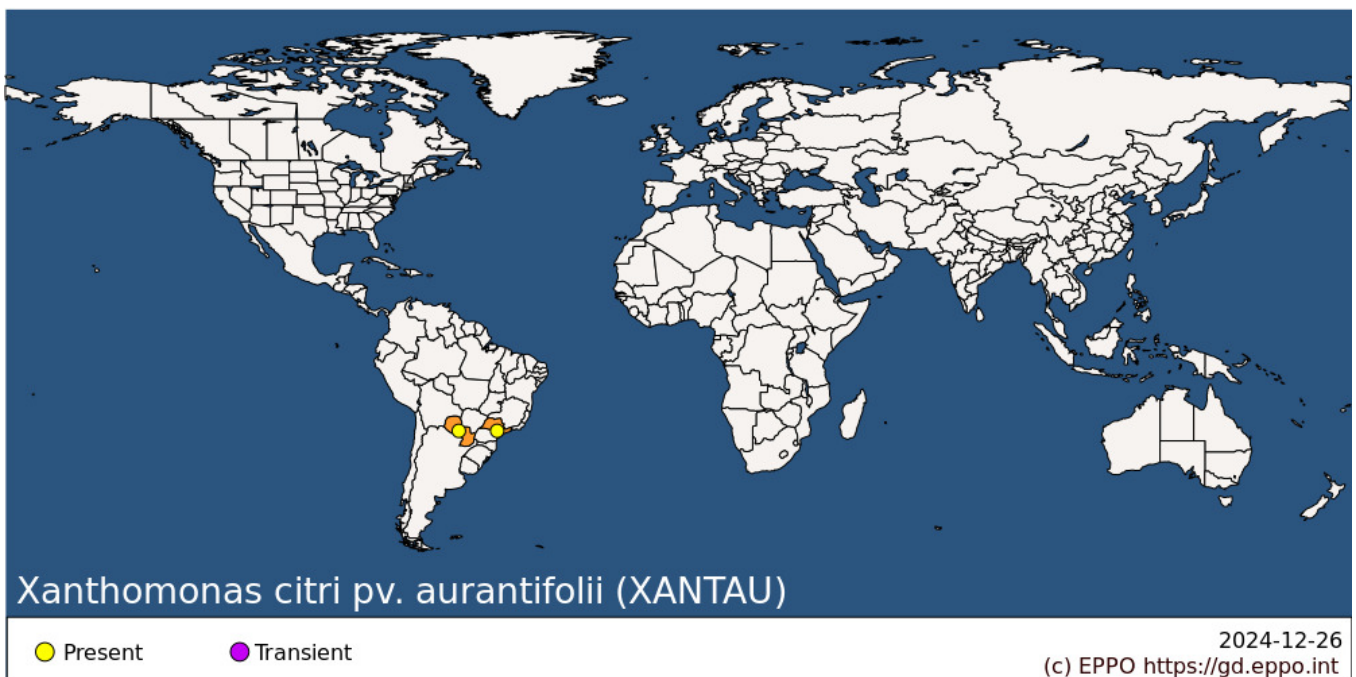 Xanthomonas citri pv. aurantifolii (XANTAU)
Present
Transient
2024-12-26
(c) EPPO https://gd.eppo.int